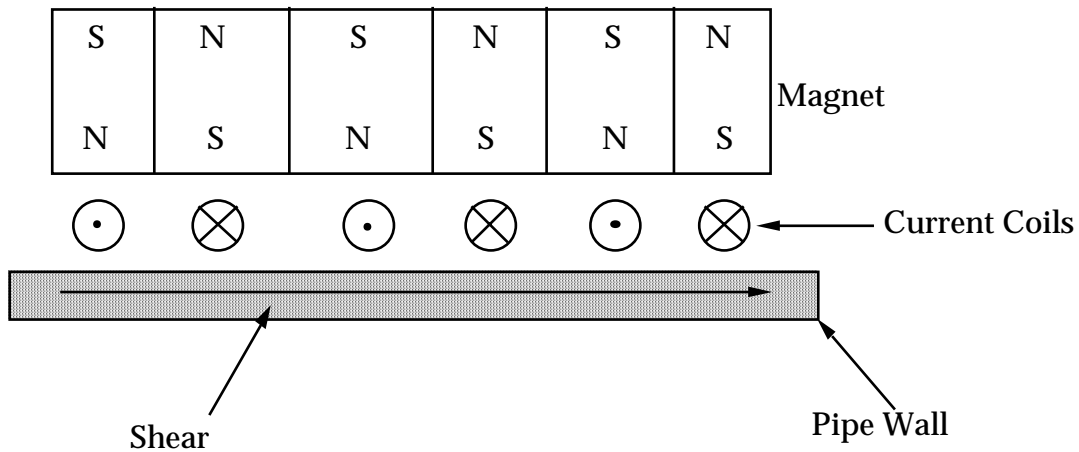 S N S N S N
Magnet
N S N S N S
Current Coils
Shear
Pipe Wall